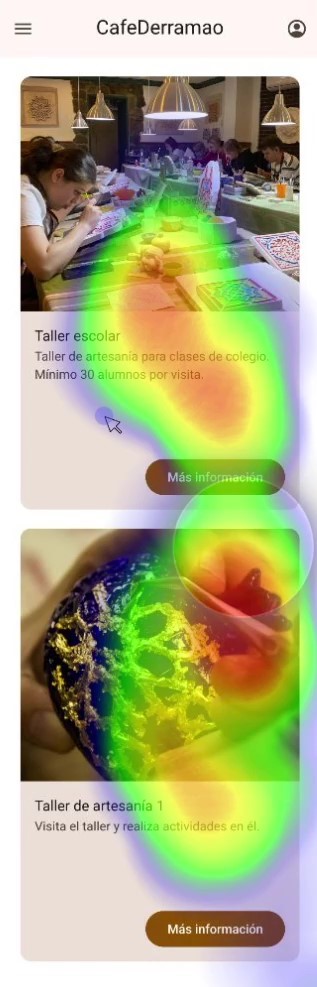 CafeDerramao
Taller escolar
Taller de artesanía para clases de colegio.
Mínimo 30 alumnos por visita.
Más información
Taller de artesanía 1
Visita el taller y realiza actividades en él.
Más información